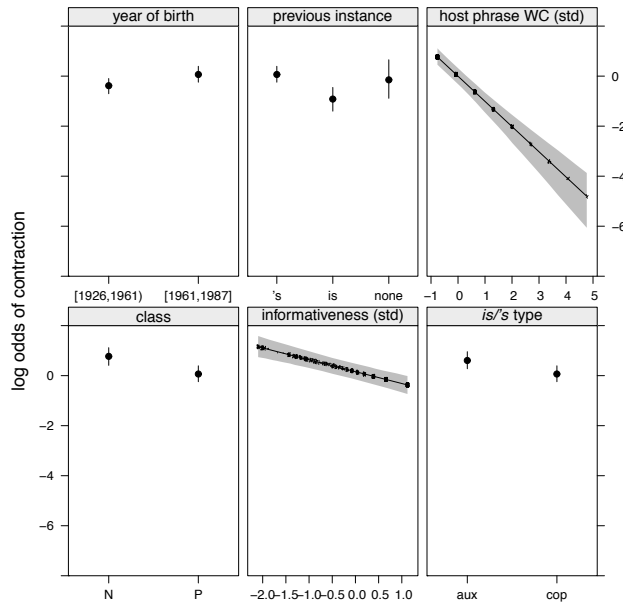 year of birth
previous instance
host phrase WC (std)
0
−2
−4
−6
[1926,1961) [1961,1987]
's is none
−1 0 1 2 3 4 5
log odds of contraction
class
informativeness (std)
is/'s type
0
−2
−4
−6
N P
−2.0 −1.5 −1.0 −0.5 0.0 0.5 1.0
aux cop